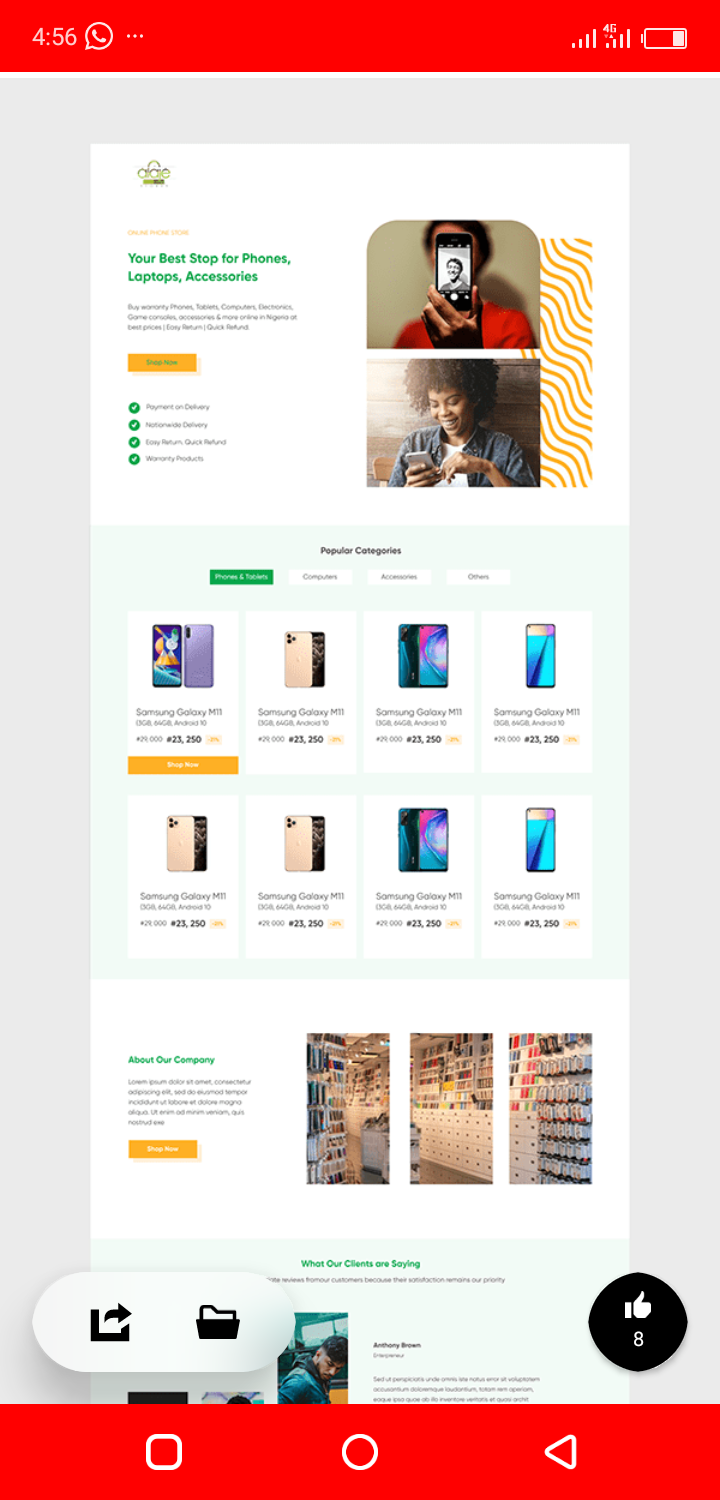 4:56
4G
alaje
ONLINE PHONE STORE
Your Best Stop for Phones,
Laptops, Accessories
Buy warranty Phones, Tablets, Computers, Electronics,
Game consoles, accessories & more online in Nigeria at
best prices | Easy Return | Quick Refund.
Shop Now
Payment on Delivery
Nationwide Delivery
Easy Return, Quick Refund
Warranty Products
Popular Categories
Phones & Tablets Computers Accessories Others
Samsung Galaxy M11 Samsung Galaxy M11 Samsung Galaxy M11 Samsung Galaxy M11
(3GB, 64GB, Android 10 (3GB, 64GB, Android 10 (3GB, 64GB, Android 10 (3GB, 64GB, Android 10
#29,000 #23, 250 -21% #29,000 #23, 250 -21% #29,000 #23, 250 -21% #29,000 #23, 250 -21%
Shop Now
Samsung Galaxy M11 Samsung Galaxy M11 Samsung Galaxy M11 Samsung Galaxy M11
(3GB, 64GB, Android 10 (3GB, 64GB, Android 10 (3GB, 64GB, Android 10 (3GB, 64GB, Android 10
#29,000 #23, 250 -21% #29,000 #23, 250 -21% #29,000 #23, 250 -21% #29,000 #23, 250 -21%
About Our Company
Lorem ipsum dolor sit amet, consectetur
adipiscing elit, sed do eiusmod tempor
incididunt ut labore et dolore magna
aliqua. Ut enim ad minim veniam, quis
nostrud exe
Shop Now
What Our Clients are Saying
reviews fromour customers because their satisfaction remains our priority
8
Anthony Brown
Enterpreneur
Sed ut perspiciatis unde omnis iste natus error sit voluptatem
accusantium doloremque laudantium, totam rem aperiam,
eaque ipsa quae ab illo inventore veritatis et quasi archit